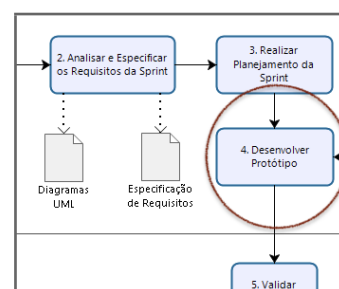 2. Analisar e Especificar
os Requisitos da Sprint
3. Realizar
Planejamento da
Sprint
4. Desenvolver
Protótipo
Diagramas
UML
Especificação
de Requisitos
5. Validar